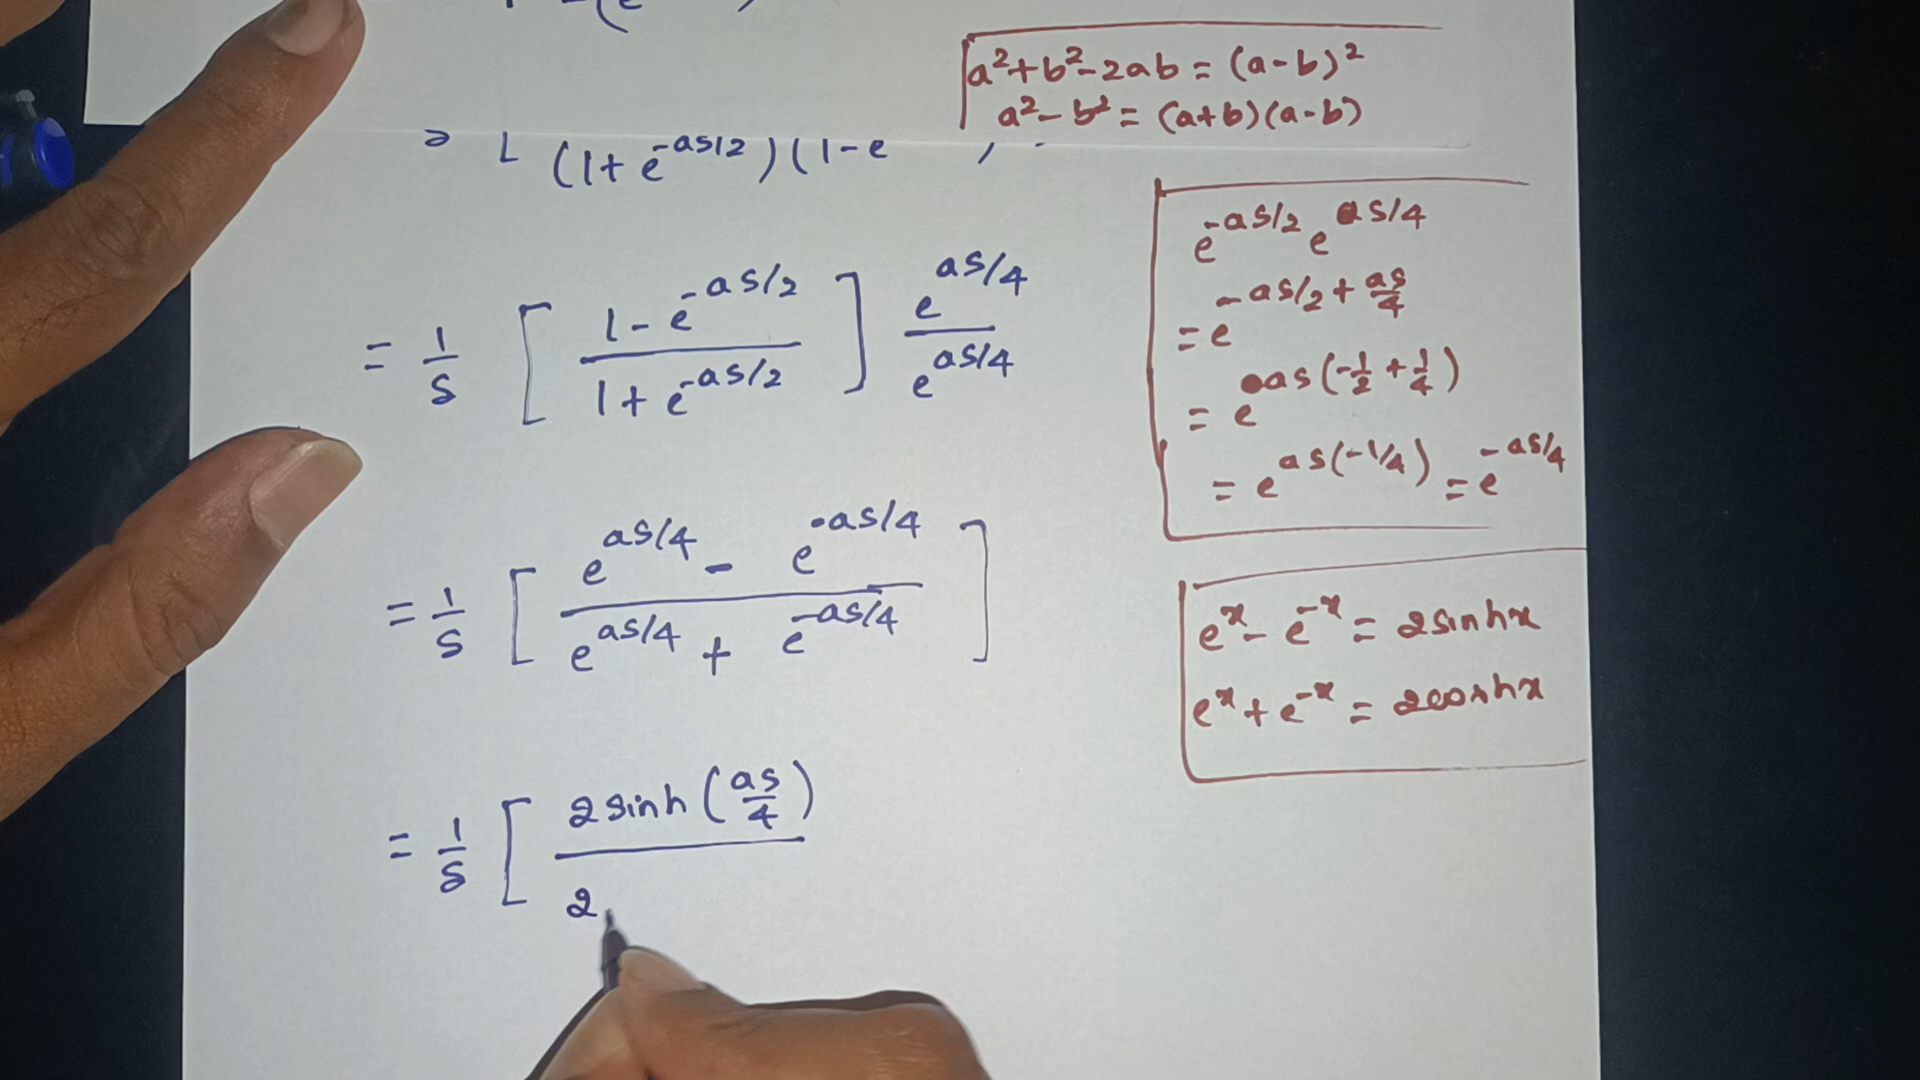 a²+b²-2ab = (a-b)²
a²- b² = (a+b)(a-b)
(1+e^-as/2)(1-e
= 1/s [ (1-e^-as/2)/(1+e^-as/2) ] e^as/4 / e^as/4
= 1/s [ (e^as/4 - e^-as/4)/(e^as/4 + e^-as/4) ]
= 1/s [ 2 sinh (as/4) / 2
e^-as/2 e^as/4
= e^-as/2 + as/4
= e^as(-1/2 + 1/4)
= e^as(-1/4) = e^-as/4
e^x - e^-x = 2sinhx
e^x + e^-x = 2coshx